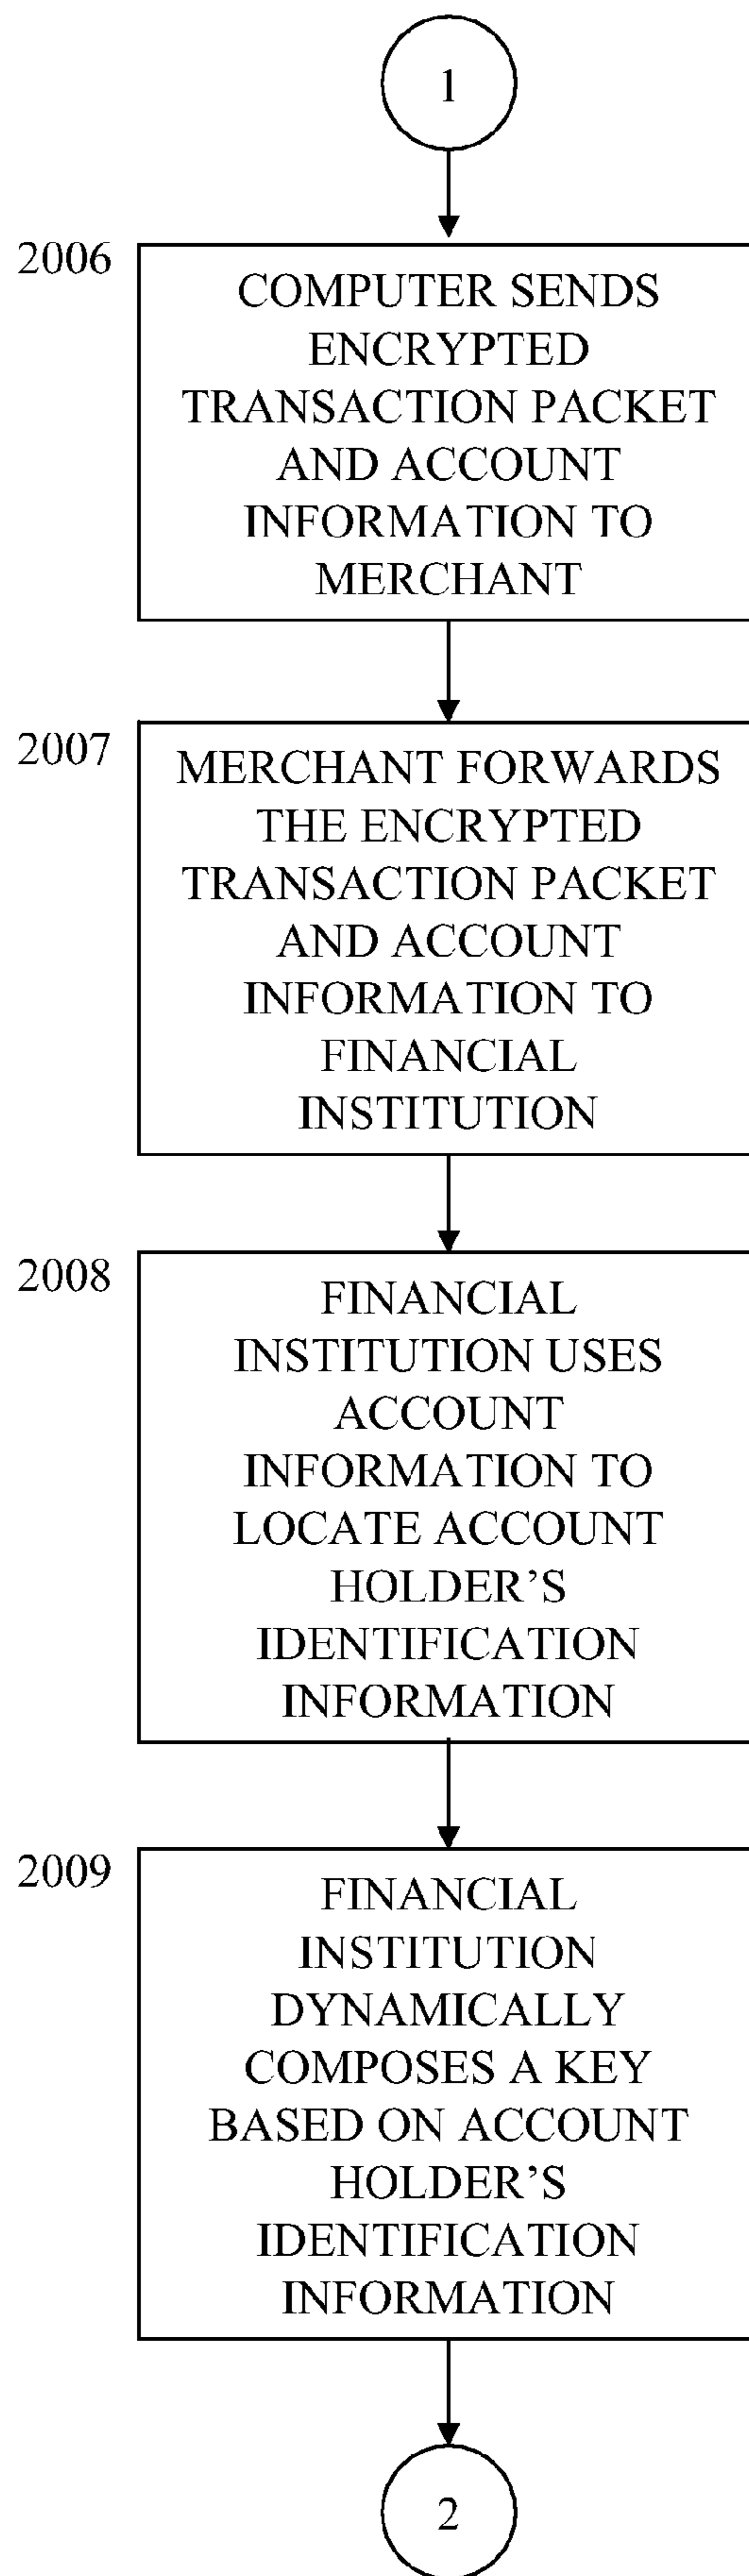 1
2006
COMPUTER SENDS
ENCRYPTED
TRANSACTION PACKET
AND ACCOUNT
INFORMATION TO
MERCHANT
2007
MERCHANT FORWARDS
THE ENCRYPTED
TRANSACTION PACKET
AND ACCOUNT
INFORMATION TO
FINANCIAL
INSTITUTION
2008
FINANCIAL
INSTITUTION USES
ACCOUNT
INFORMATION TO
LOCATE ACCOUNT
HOLDER’S
IDENTIFICATION
INFORMATION
2009
FINANCIAL
INSTITUTION
DYNAMICALLY
COMPOSES A KEY
BASED ON ACCOUNT
HOLDER’S
IDENTIFICATION
INFORMATION
2